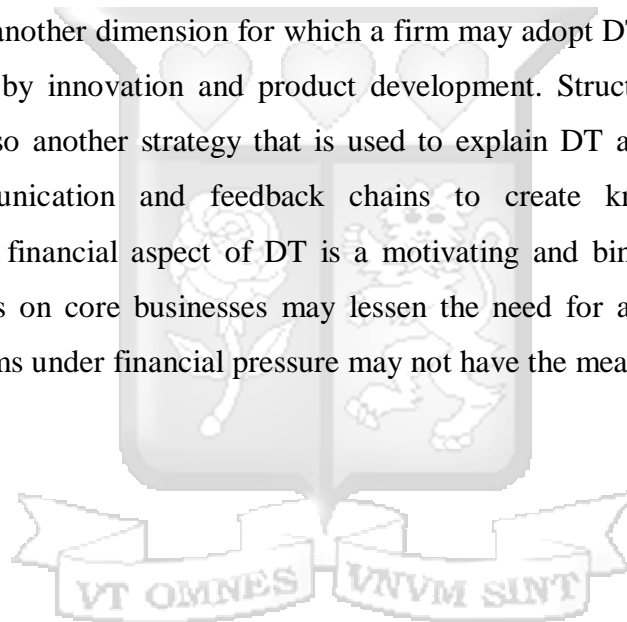 another dimension for which a firm may adopt DT
by innovation and product development. Struct
so another strategy that is used to explain DT a
unication and feedback chains to create kr
financial aspect of DT is a motivating and bin
s on core businesses may lessen the need for a
ms under financial pressure may not have the mea
VT OMNES VNVM SINT